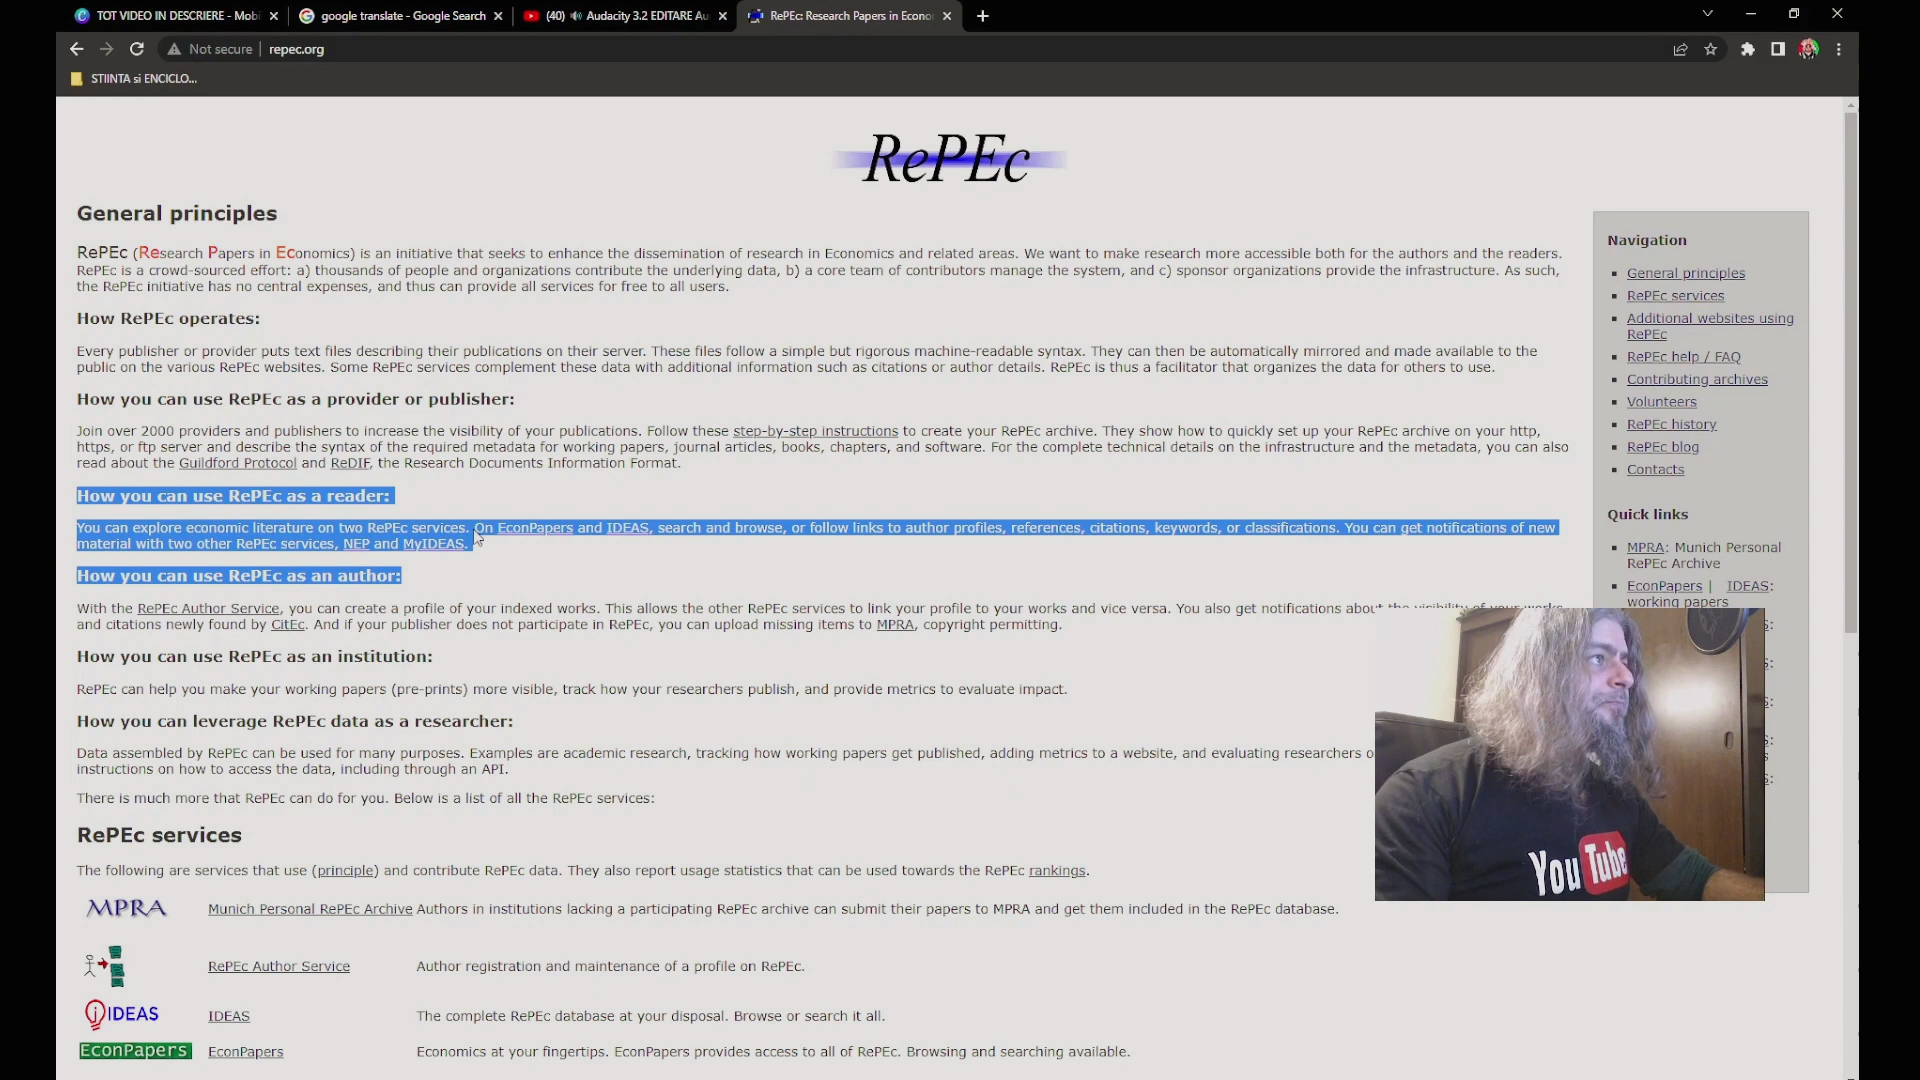 TOT VIDEO IN DESCRIERE - Mobi
google translate - Google Search
(40) Audacity 3.2 EDITARE Au
RePEc: Research Papers in Econo
Not secure
repec.org
STIINTA si ENCICLO...
RePEc
General principles
RePEc (Research Papers in Economics) is an initiative that seeks to enhance the dissemination of research in Economics and related areas. We want to make research more accessible both for the authors and the readers.
RePEc is a crowd-sourced effort: a) thousands of people and organizations contribute the underlying data, b) a core team of contributors manage the system, and c) sponsor organizations provide the infrastructure. As such,
the RePEc initiative has no central expenses, and thus can provide all services for free to all users.
How RePEc operates:
Every publisher or provider puts text files describing their publications on their server. These files follow a simple but rigorous machine-readable syntax. They can then be automatically mirrored and made available to the
public on the various RePEc websites. Some RePEc services complement these data with additional information such as citations or author details. RePEc is thus a facilitator that organizes the data for others to use.
How you can use RePEc as a provider or publisher:
Join over 2000 providers and publishers to increase the visibility of your publications. Follow these step-by-step instructions to create your RePEc archive. They show how to quickly set up your RePEc archive on your http,
https, or ftp server and describe the syntax of the required metadata for working papers, journal articles, books, chapters, and software. For the complete technical details on the infrastructure and the metadata, you can also
read about the Guildford Protocol and ReDIF, the Research Documents Information Format.
How you can use RePEc as a reader:
You can explore economic literature on two RePEc services. On EconPapers and IDEAS, search and browse, or follow links to author profiles, references, citations, keywords, or classifications. You can get notifications of new
material with two other RePEc services, NEP and MyIDEAS.
How you can use RePEc as an author:
With the RePEc Author Service, you can create a profile of your indexed works. This allows the other RePEc services to link your profile to your works and vice versa. You also get notifications about the visibility of your works
and citations newly found by CitEc. And if your publisher does not participate in RePEc, you can upload missing items to MPRA, copyright permitting.
How you can use RePEc as an institution:
RePEc can help you make your working papers (pre-prints) more visible, track how your researchers publish, and provide metrics to evaluate impact.
How you can leverage RePEc data as a researcher:
Data assembled by RePEc can be used for many purposes. Examples are academic research, tracking how working papers get published, adding metrics to a website, and evaluating researchers
instructions on how to access the data, including through an API.
There is much more that RePEc can do for you. Below is a list of all the RePEc services:
RePEc services
The following are services that use (principle) and contribute RePEc data. They also report usage statistics that can be used towards the RePEc rankings.
MPRA
Munich Personal RePEc Archive Authors in institutions lacking a participating RePEc archive can submit their papers to MPRA and get them included in the RePEc database.
RePEc Author Service Author registration and maintenance of a profile on RePEc.
IDEAS
IDEAS The complete RePEc database at your disposal. Browse or search it all.
EconPapers
EconPapers Economics at your fingertips. EconPapers provides access to all of RePEc. Browsing and searching available.
Navigation
General principles
RePEc services
Additional websites using
RePEc
RePEc help / FAQ
Contributing archives
Volunteers
RePEc history
RePEc blog
Contacts
Quick links
MPRA: Munich Personal
RePEc Archive
EconPapers | IDEAS:
working papers
You Tube